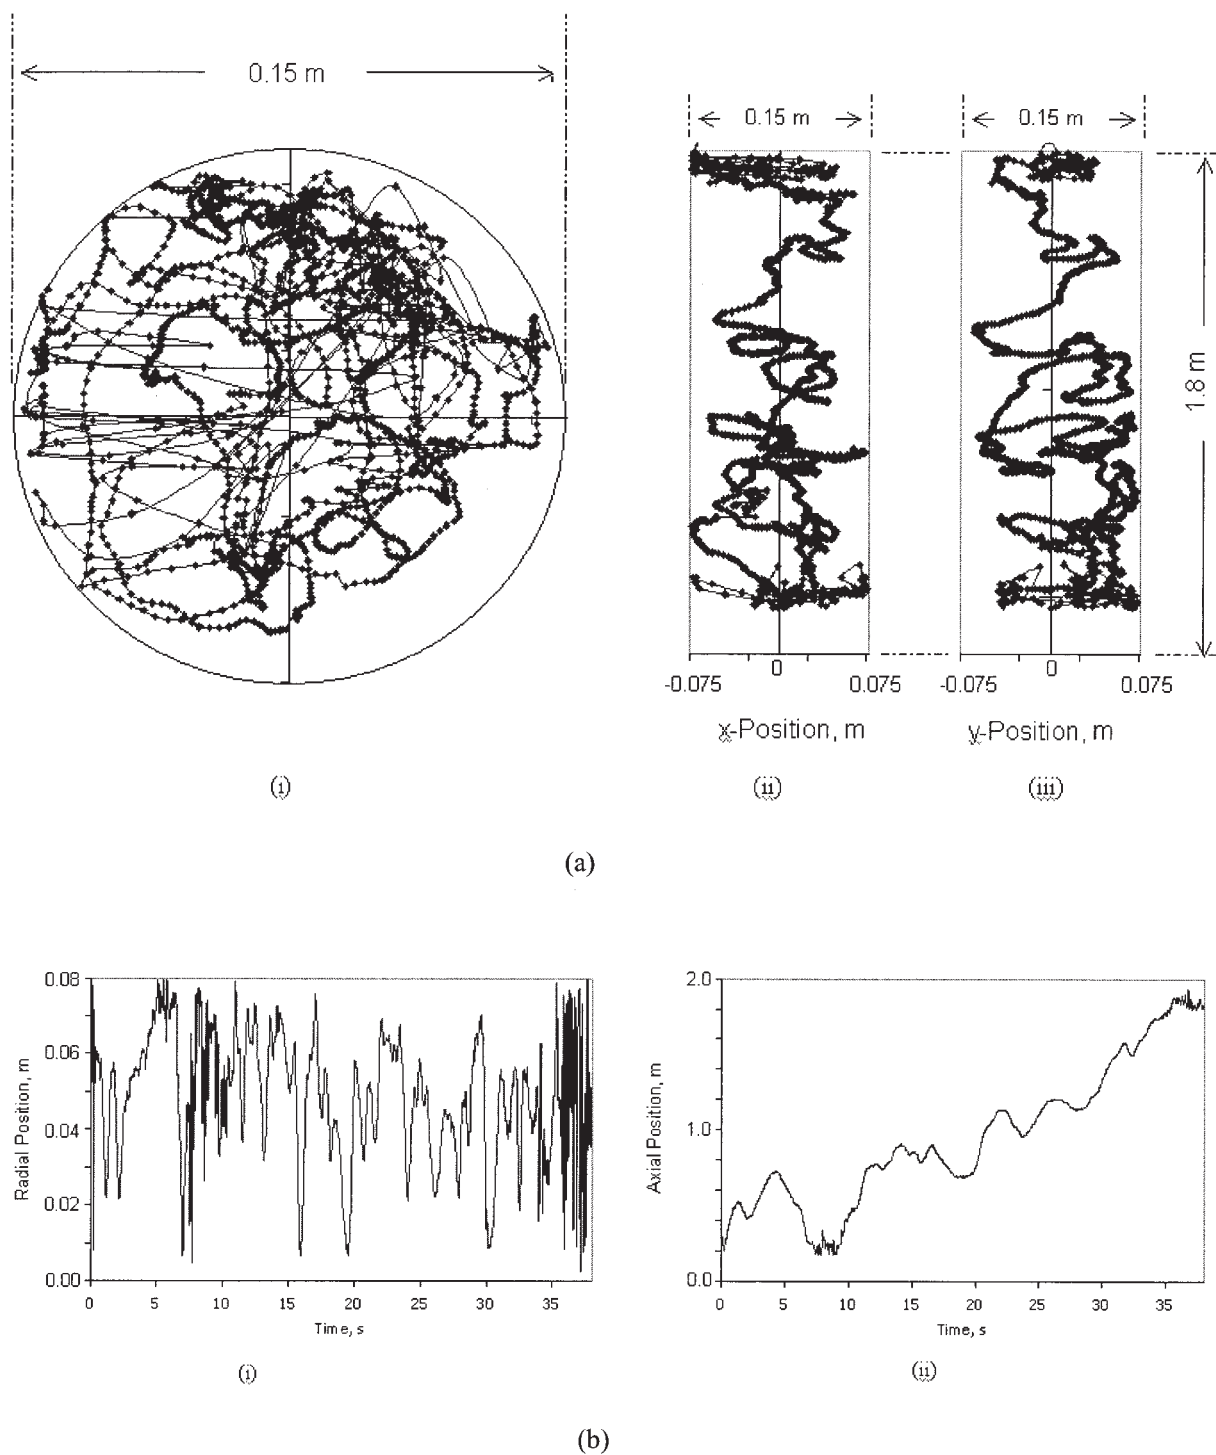 0.15 m
0.15 m
0.15 m
1.8 m
-0.075
0
0.075
-0.075
0
0.075
x-Position, m
y-Position, m
(i)
(ii)
(iii)
(a)
Radial Position, m
0.08
0.06
0.04
0.02
0.00
0
5
10
15
20
25
30
35
Time, s
(i)
Axial Position, m
2.0
1.0
0.0
0
5
10
15
20
25
30
35
Time, s
(ii)
(b)